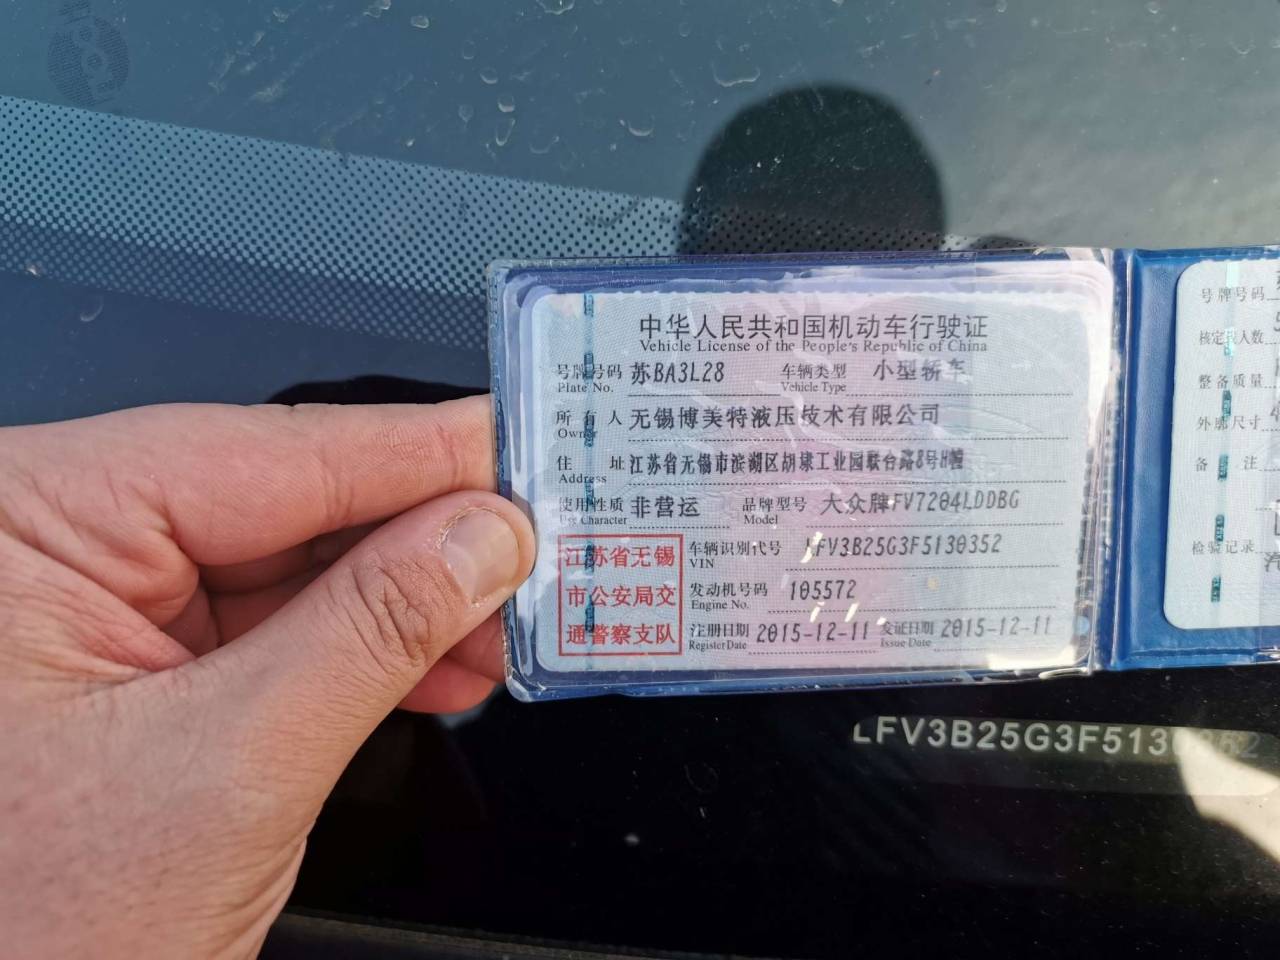 中华人民共和国机动车行驶证
Vehicle License of the People's Republic of China
号牌号码 苏BA3L28 车辆类型 小型轿车
Plate No. Vehicle Type
所有人 无锡博美特液压技术有限公司
Owner
住址 江苏省无锡市滨湖区胡埭工业园联合路8号H幢
Address
使用性质 非营运 品牌型号 大众牌FV7204LDDBG
Use Character Model
江苏省无锡
市公安局交
通警察支队
车辆识别代号 LFV3B25G3F5130352
VIN
发动机号码 105572
Engine No.
注册日期 2015-12-11 发证日期 2015-12-11
Register Date Issue Date
号牌号码
核定载人数
整备质量
外廓尺寸
备注
检验记录
LFV3B25G3F5130352